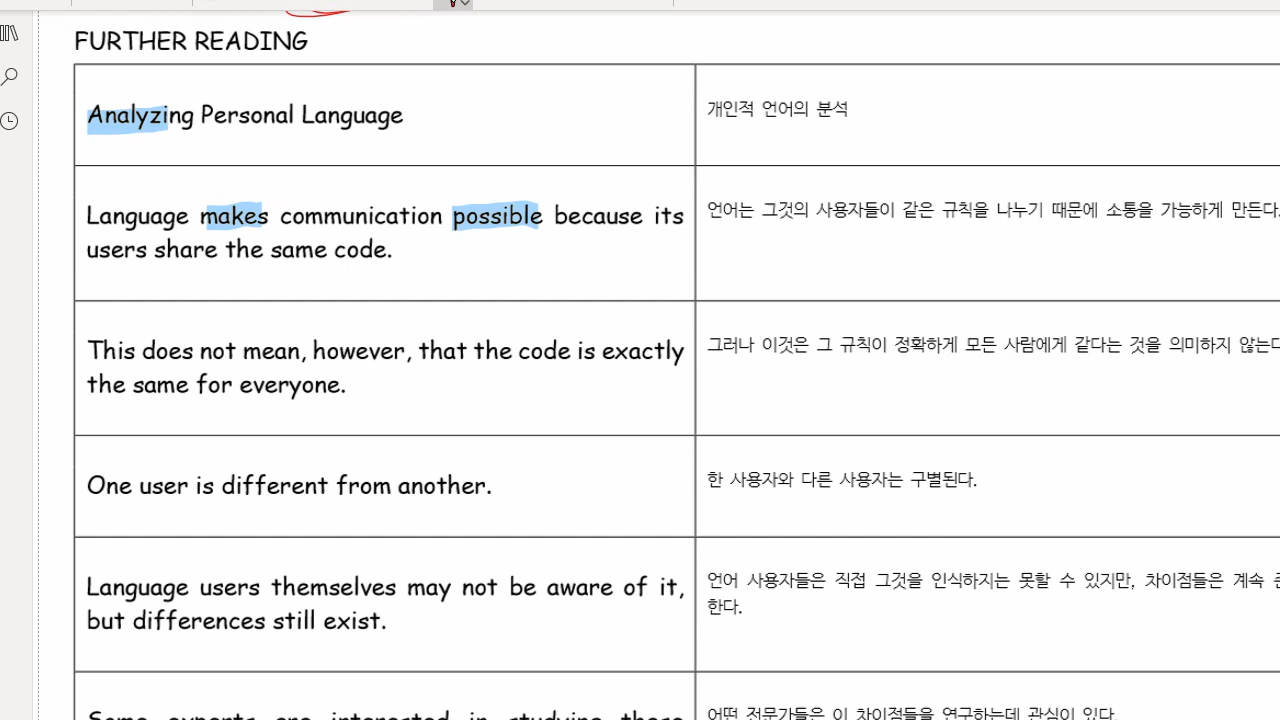 FURTHER READING
Analyzing Personal Language
개인적 언어의 분석
Language makes communication possible because its
users share the same code.
언어는 그것의 사용자들이 같은 규칙을 나누기 때문에 소통을 가능하게 만든다.
This does not mean, however, that the code is exactly
the same for everyone.
그러나 이것은 그 규칙이 정확하게 모든 사람에게 같다는 것을 의미하지 않는다
One user is different from another.
한 사용자와 다른 사용자는 구별된다.
Language users themselves may not be aware of it,
but differences still exist.
언어 사용자들은 직접 그것을 인식하지는 못할 수 있지만, 차이점들은 계속
한다.
Some experts are interested in studying these
어떤 전문가들은 이 차이점들을 연구하는데 관심이 있다.